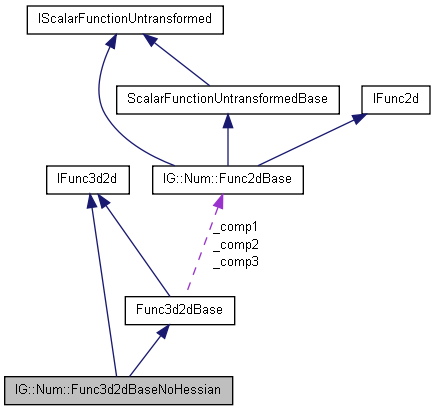 IScalarFunctionUntransformed
ScalarFunctionUntransformedBase
IFunc2d
IFunc3d2d
IG::Num::Func2dBase
_comp1
_comp2
_comp3
Func3d2dBase
IG::Num::Func3d2dBaseNoHessian